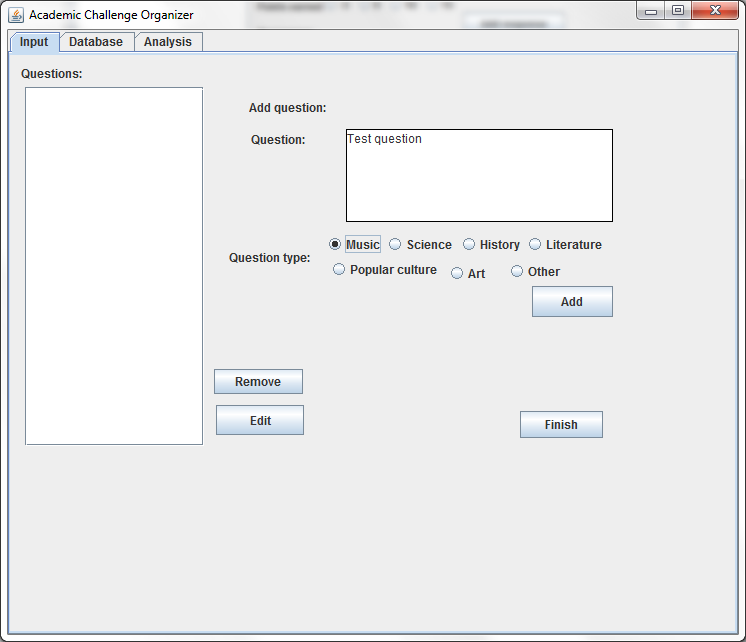 Academic Challenge Organizer
Input Database Analysis
Questions:
Add question:
Question:
Test question
Question type:
Music Science History Literature
Popular culture Art Other
Add
Remove
Edit
Finish